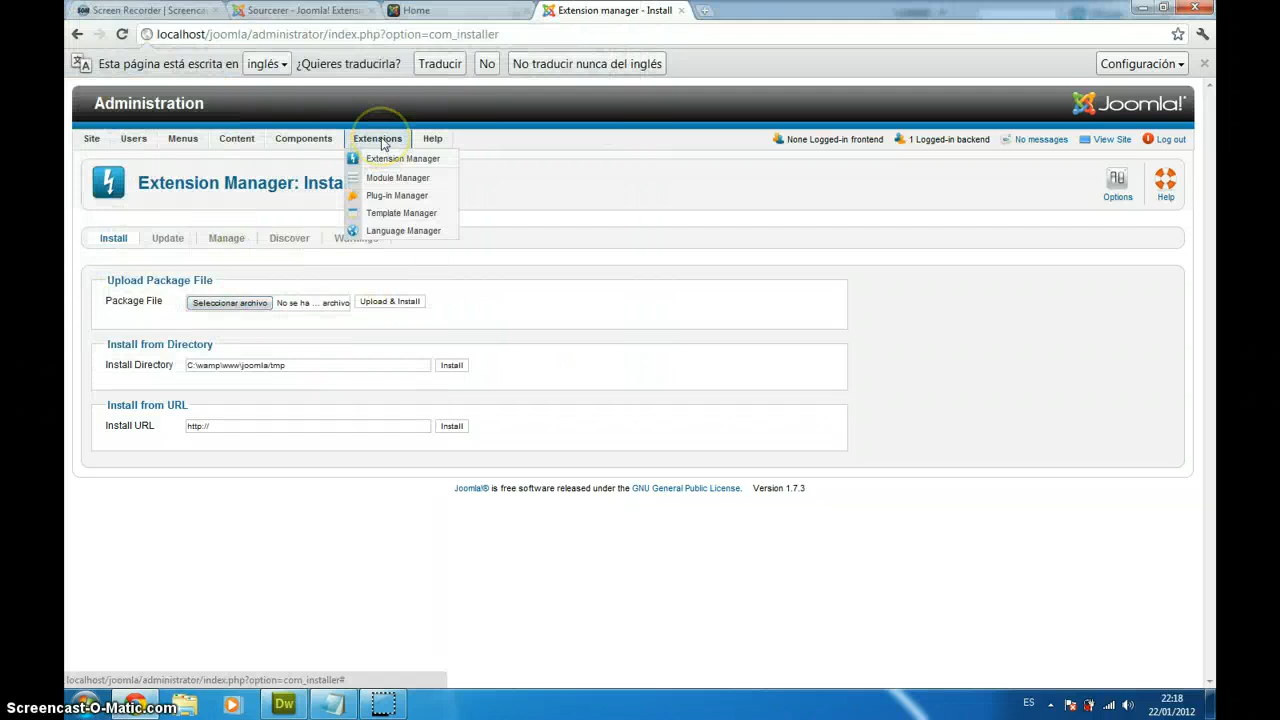 Screen Recorder | Screencas
Sourcerer - Joomla! Extensi
Home
Extension manager - Install
localhost/joomla/administrator/index.php?option=com_installer
Esta página está escrita en inglés ¿Quieres traducirla? Traducir No No traducir nunca del inglés Configuración
Administration
Joomla!
Site Users Menus Content Components Extensions Help
None Logged-in frontend 1 Logged-in backend No messages View Site Log out
Extension Manager
Module Manager
Plug-in Manager
Template Manager
Language Manager
Extension Manager: Insta
Options Help
Install Update Manage Discover
Upload Package File
Package File Seleccionar archivo No se ha ... archivo Upload & Install
Install from Directory
Install Directory C:\wamp\www\joomla/tmp Install
Install from URL
Install URL http:// Install
Joomla!® is free software released under the GNU General Public License. Version 1.7.3
localhost/joomla/administrator/index.php?option=com_installer#
Dw
ES
22:18
22/01/2012
Screencast-O-Matic.com